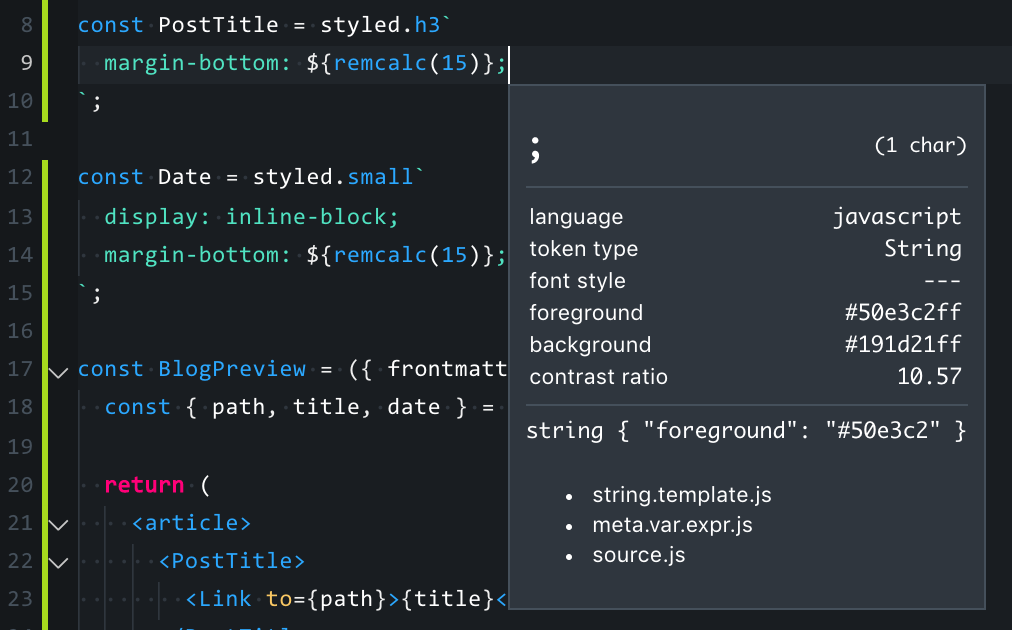 8 const PostTitle = styled.h3`
9 margin-bottom: ${remcalc(15)};
10 `;
11
12 const Date = styled.small`
13 display: inline-block;
14 margin-bottom: ${remcalc(15)};
15 `;
16
17 const BlogPreview = ({ frontmatt
18 const { path, title, date } =
19
20 return (
21 <article>
22 <PostTitle>
23 <Link to={path}>{title}<
; (1 char)
language javascript
token type String
font style ---
foreground #50e3c2ff
background #191d21ff
contrast ratio 10.57
string { "foreground": "#50e3c2" }
• string.template.js
• meta.var.expr.js
• source.js